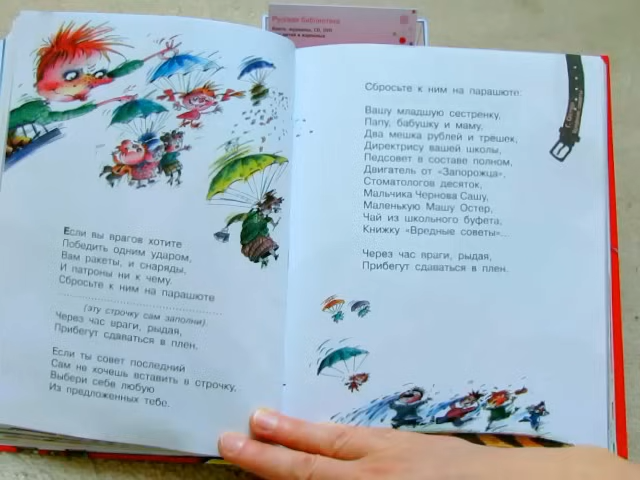 Русская библиотека
Если вы врагов хотите
Победить одним ударом,
Вам ракеты, и снаряды,
И патроны ни к чему.
Сбросьте к ним на парашюте
(эту строчку сам заполни)
Через час враги, рыдая,
Прибегут сдаваться в плен.
Если ты совет последний
Сам не хочешь вставить в строчку,
Выбери себе любую
Из предложенных тебе.
Сбросьте к ним на парашюте:
Вашу младшую сестренку,
Папу, бабушку и маму,
Два мешка рублей и трёшек,
Директрису вашей школы,
Педсовет в составе полном,
Двигатель от «Запорожца»,
Стоматологов десяток,
Мальчика Чернова Сашу,
Маленькую Машу Остер,
Чай из школьного буфета,
Книжку «Вредные советы»...
Через час враги, рыдая,
Прибегут сдаваться в плен.